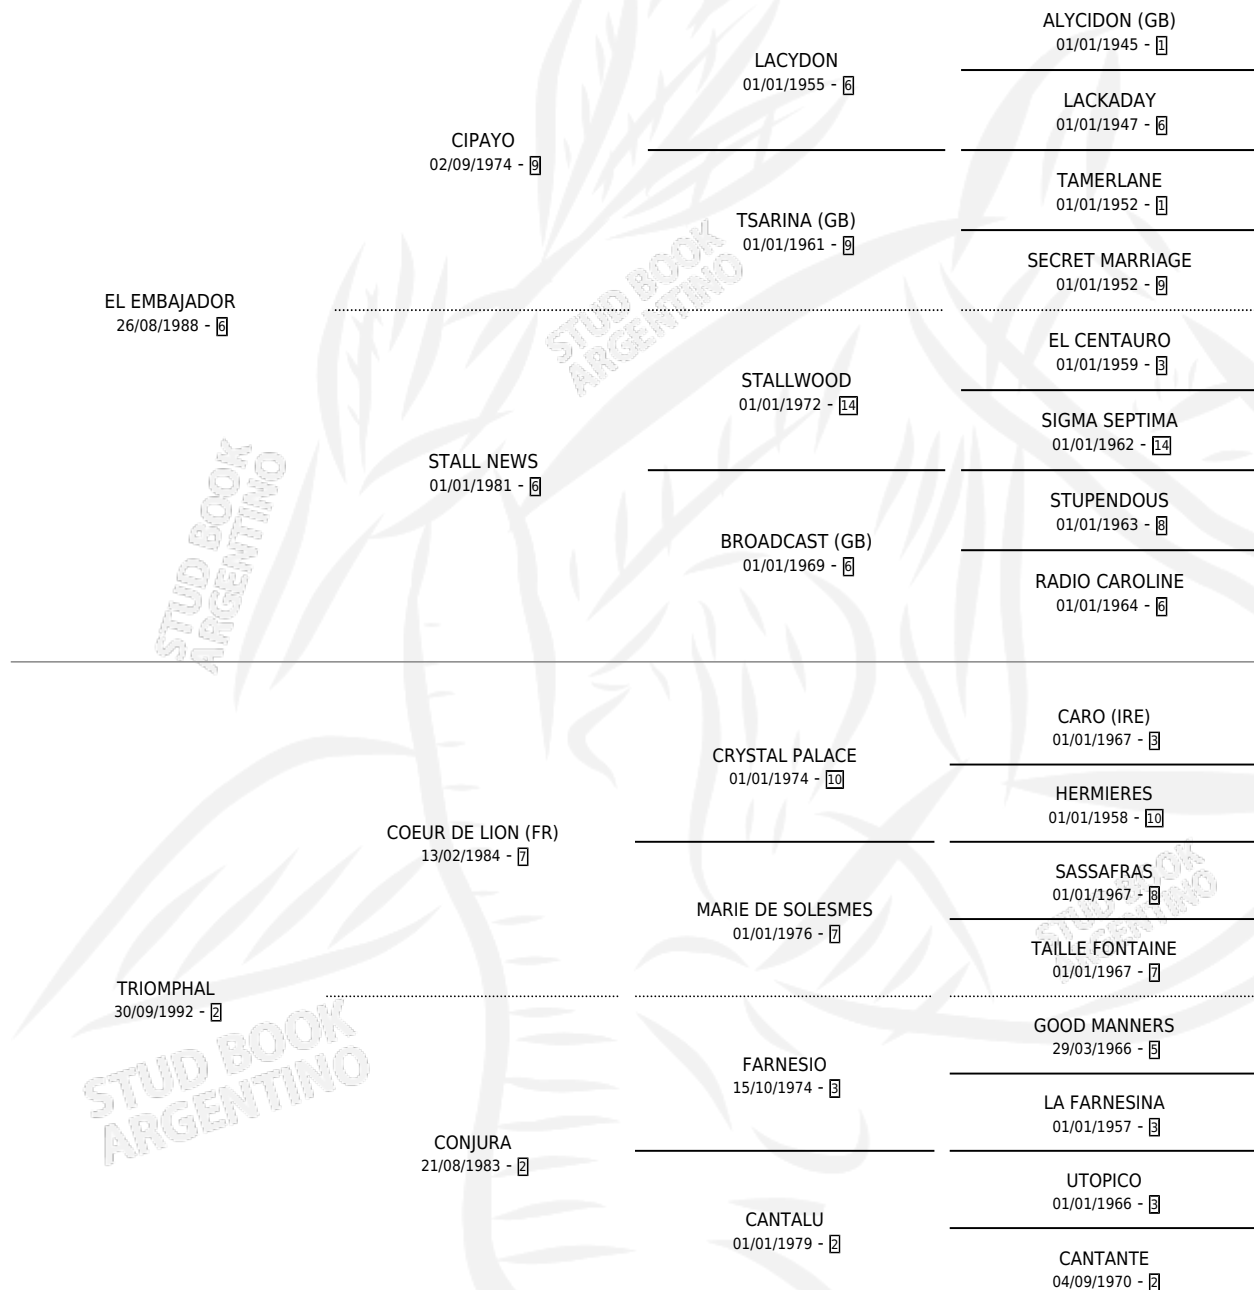 EL EMBAJADOR
26/08/1988 - 6
CIPAYO
02/09/1974 - 9
STALL NEWS
01/01/1981 - 6
LACYDON
01/01/1955 - 6
TSARINA (GB)
01/01/1961 - 9
STALLWOOD
01/01/1972 - 14
BROADCAST (GB)
01/01/1969 - 6
ALYCIDON (GB)
01/01/1945 - 1
LACKADAY
01/01/1947 - 6
TAMERLANE
01/01/1952 - 1
SECRET MARRIAGE
01/01/1952 - 9
EL CENTAURO
01/01/1959 - 3
SIGMA SEPTIMA
01/01/1962 - 14
STUPENDOUS
01/01/1963 - 8
RADIO CAROLINE
01/01/1964 - 6
TRIOMPHAL
30/09/1992 - 2
COEUR DE LION (FR)
13/02/1984 - 7
CONJURA
21/08/1983 - 2
CRYSTAL PALACE
01/01/1974 - 10
MARIE DE SOLESMES
01/01/1976 - 7
FARNESIO
15/10/1974 - 3
CANTALU
01/01/1979 - 2
CARO (IRE)
01/01/1967 - 3
HERMIERES
01/01/1958 - 10
SASSAFRAS
01/01/1967 - 8
TAILLE FONTAINE
01/01/1967 - 7
GOOD MANNERS
29/03/1966 - 5
LA FARNESINA
01/01/1957 - 3
UTOPICO
01/01/1966 - 3
CANTANTE
04/09/1970 - 2
STUD BOOK
ARGENTINO
STUD BOOK
ARGENTINO
STUD BOOK
ARGENTINO
STUD BOOK
ARGENTINO